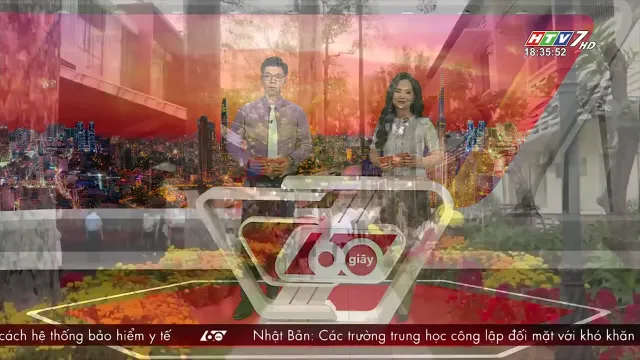 HTV7 HD
18:35:52
60 giây
cách hệ thống bảo hiểm y tế 60 Nhật Bản: Các trường trung học công lập đối mặt với khó khăn